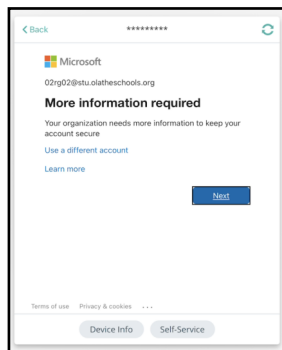 Back *********
Microsoft
02rg02@stu.olatheschools.org
More information required
Your organization needs more information to keep your
account secure
Use a different account
Learn more
Next
Terms of use Privacy & cookies ...
Device Info Self-Service